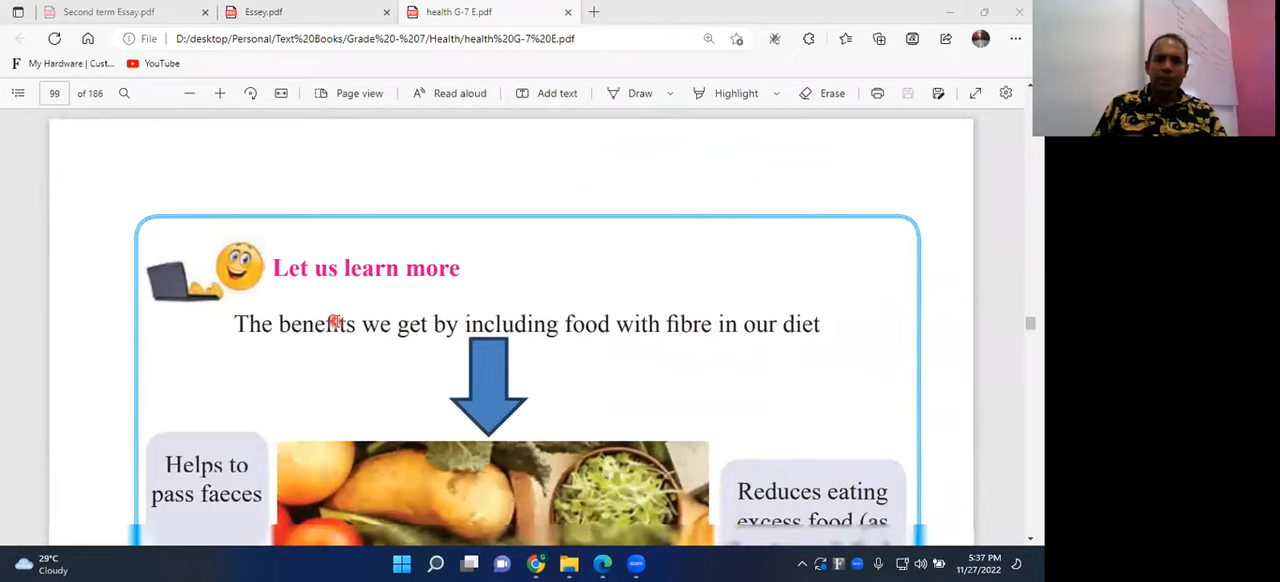 Second term Essay.pdf
Essey.pdf
health G-7 E.pdf
File
D:/desktop/Personal/Text%20Books/Grade%20-%207/Health/health%20G-7%20E.pdf
My Hardware | Cust...
YouTube
99 of 186
Page view
Read aloud
Add text
Draw
Highlight
Erase
Let us learn more
The benefits we get by including food with fibre in our diet
Helps to
pass faeces
Reduces eating
excess food (as
29°C
Cloudy
zoom
5:37 PM
11/27/2022